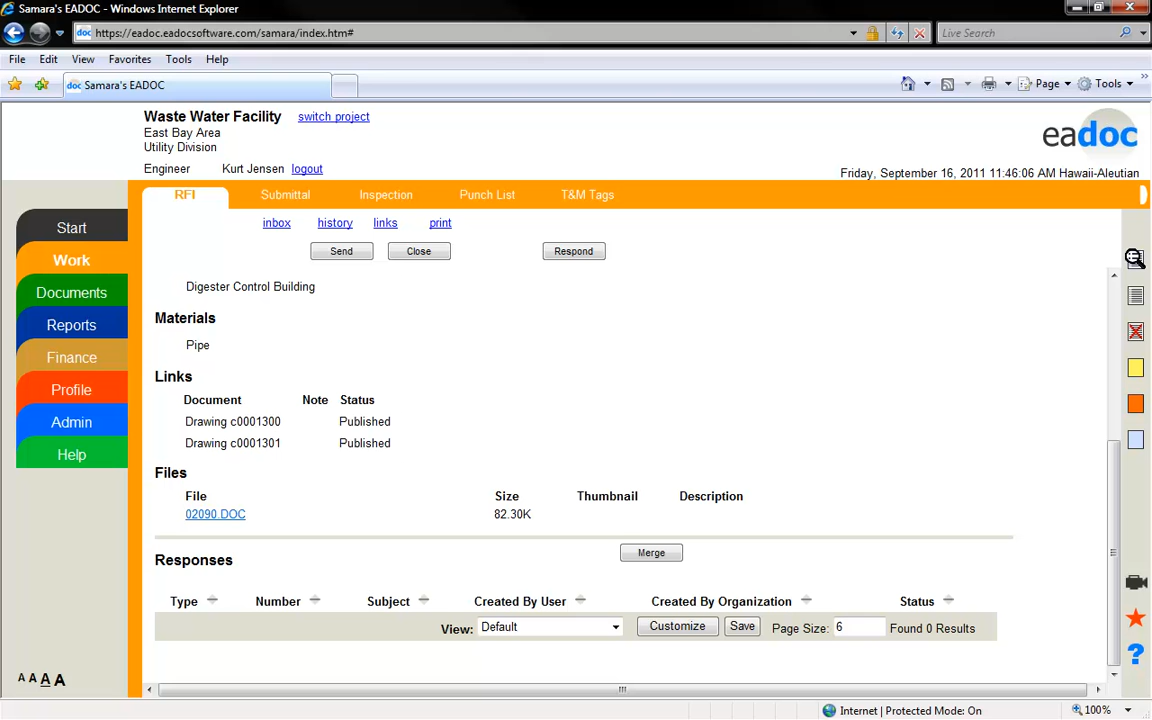 Samara's EADOC - Windows Internet Explorer
doc https://eadoc.eadocsoftware.com/samara/index.htm# Live Search
File Edit View Favorites Tools Help
doc Samara's EADOC Page Tools
Waste Water Facility switch project
East Bay Area
Utility Division
eadoc
Engineer Kurt Jensen logout
Friday, September 16, 2011 11:46:06 AM Hawaii-Aleutian
RFI Submittal Inspection Punch List T&M Tags
inbox history links print
Send Close Respond
Start
Work
Documents
Reports
Finance
Profile
Admin
Help
Digester Control Building
Materials
Pipe
Links
Document Note Status
Drawing c0001300 Published
Drawing c0001301 Published
Files
File Size Thumbnail Description
02090.DOC 82.30K
Merge
Responses
Type Number Subject Created By User Created By Organization Status
View: Default Customize Save Page Size: 6 Found 0 Results
?
A A A A
Internet | Protected Mode: On 100%